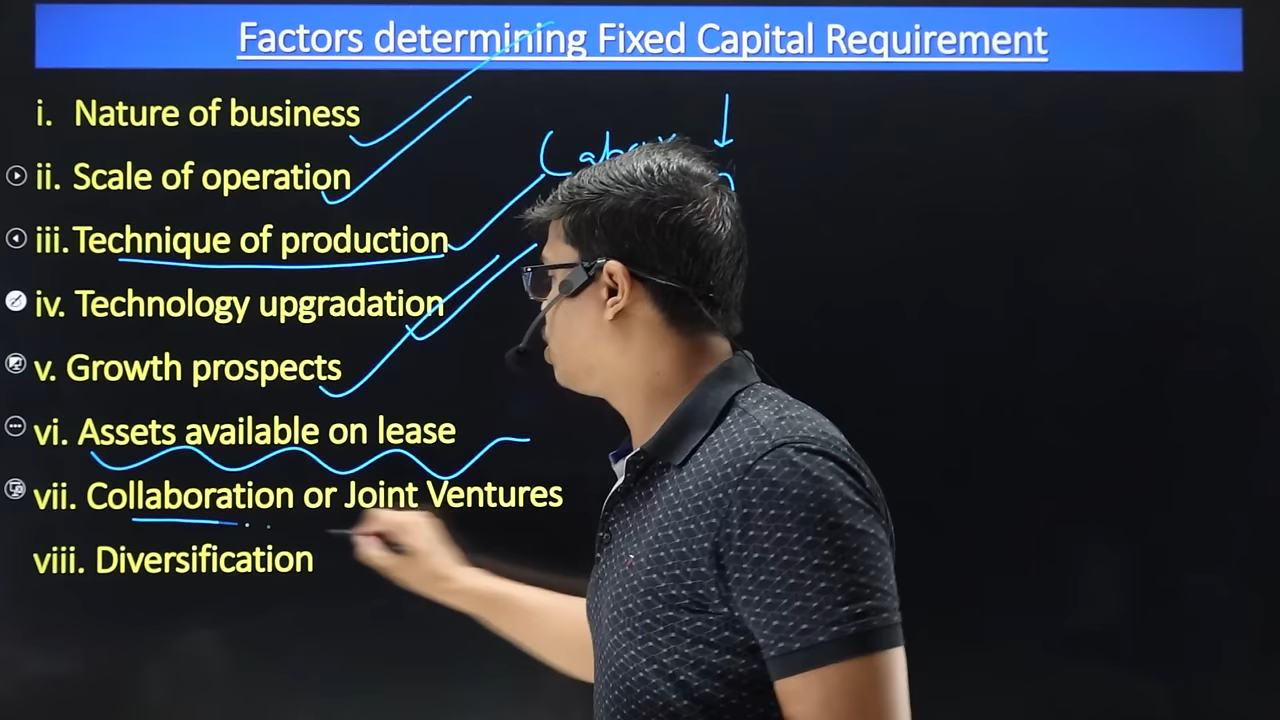 Factors determining Fixed Capital Requirement
i. Nature of business
ii. Scale of operation
iii. Technique of production
iv. Technology upgradation
v. Growth prospects
vi. Assets available on lease
vii. Collaboration or Joint Ventures
viii. Diversification